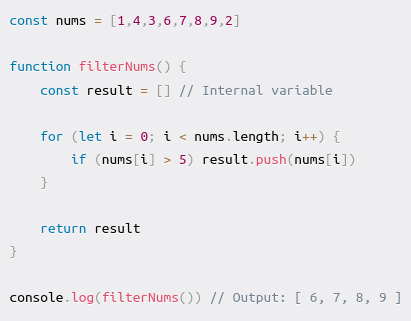 const nums = [1,4,3,6,7,8,9,2]

function filterNums() {
    const result = [] // Internal variable

    for (let i = 0; i < nums.length; i++) {
        if (nums[i] > 5) result.push(nums[i])
    }

    return result
}

console.log(filterNums()) // Output: [ 6, 7, 8, 9 ]